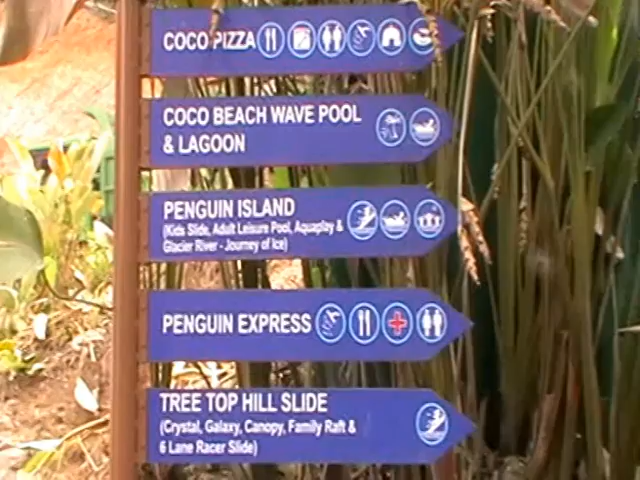 COCO PIZZA
COCO BEACH WAVE POOL
& LAGOON
PENGUIN ISLAND
(Kids Slide, Adult Leisure Pool, Aquaplay &
Glacier River - Journey of Ice)
PENGUIN EXPRESS
TREE TOP HILL SLIDE
(Crystal, Galaxy, Canopy, Family Raft &
6 Lane Racer Slide)